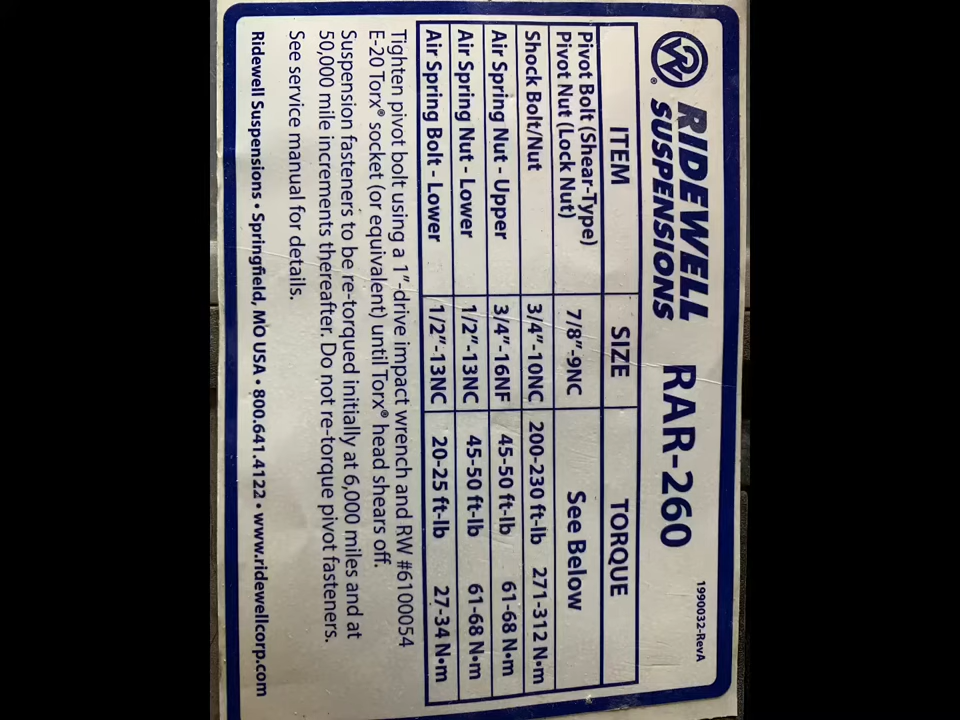 RIDEWELL
SUSPENSIONS
®
RAR-260
1990032-RevA
ITEM SIZE TORQUE
Pivot Bolt (Shear-Type)
Pivot Nut (Lock Nut) 7/8"-9NC See Below
Shock Bolt/Nut 3/4"-10NC 200-230 ft-lb 271-312 N•m
Air Spring Nut - Upper 3/4"-16NF 45-50 ft-lb 61-68 N•m
Air Spring Nut - Lower 1/2"-13NC 45-50 ft-lb 61-68 N•m
Air Spring Bolt - Lower 1/2"-13NC 20-25 ft-lb 27-34 N•m
Tighten pivot bolt using a 1"-drive impact wrench and RW #6100054
E-20 Torx® socket (or equivalent) until Torx® head shears off.
Suspension fasteners to be re-torqued initially at 6,000 miles and at
50,000 mile increments thereafter. Do not re-torque pivot fasteners.
See service manual for details.
Ridewell Suspensions • Springfield, MO USA • 800.641.4122 • www.ridewellcorp.com